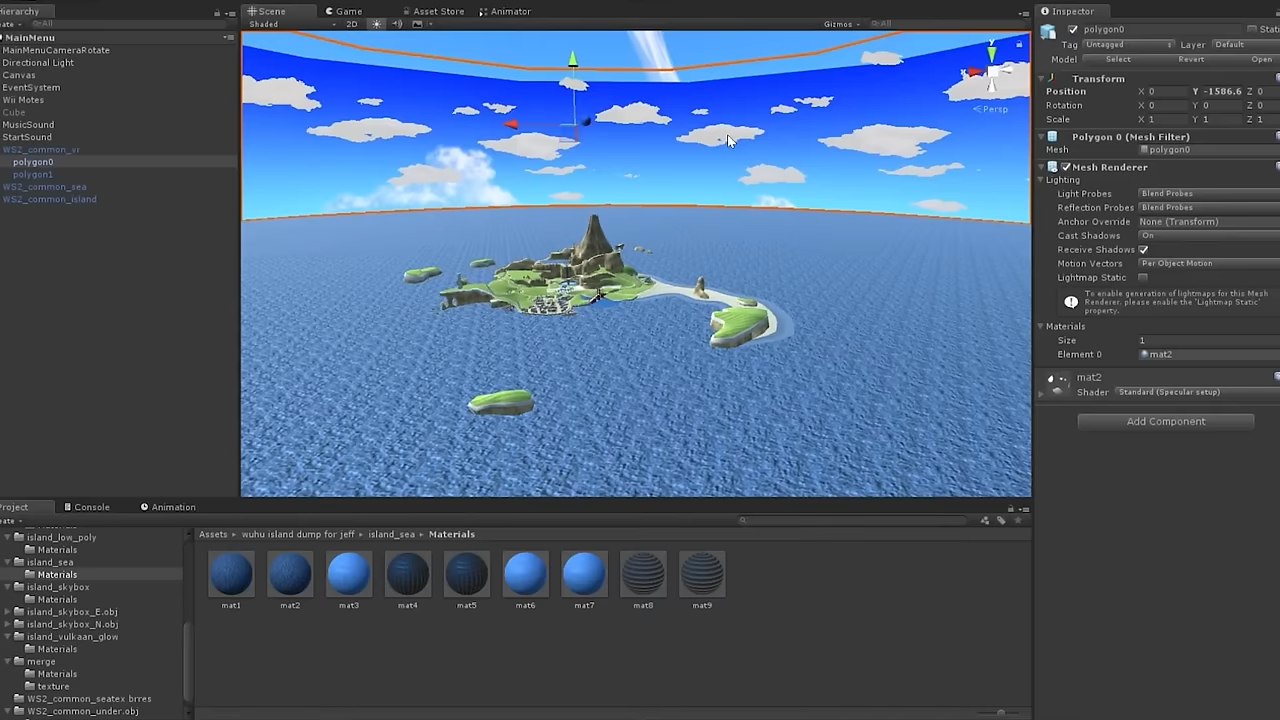 Hierarchy
Scene
Game
Asset Store
Animator
Inspector
eate
All
Shaded
2D
Gizmos
All
MainMenu
MainMenuCameraRotate
Directional Light
Canvas
EventSystem
Wii Motes
Cube
MusicSound
StartSound
WS2_common_vr
polygon0
polygon1
WS2_common_sea
WS2_common_island
y
Persp
polygon0
Stati
Tag Untagged Layer Default
Model Select Revert Open
Transform
Position X 0 Y -1586.6 Z 0
Rotation X 0 Y 0 Z 0
Scale X 1 Y 1 Z 1
Polygon 0 (Mesh Filter)
Mesh polygon0
Mesh Renderer
Lighting
Light Probes Blend Probes
Reflection Probes Blend Probes
Anchor Override None (Transform)
Cast Shadows On
Receive Shadows
Motion Vectors Per Object Motion
Lightmap Static
To enable generation of lightmaps for this Mesh
Renderer, please enable the 'Lightmap Static'
property.
Materials
Size 1
Element 0 mat2
mat2
Shader Standard (Specular setup)
Add Component
Project
Console
Animation
eate
Assets wuhu island dump for jeff island_sea Materials
island_low_poly
Materials
island_sea
Materials
island_skybox
Materials
island_skybox_E.obj
island_skybox_N.obj
island_vulkaan_glow
Materials
merge
Materials
texture
WS2_common_seatex brres
WS2_common_under.obj
mat1 mat2 mat3 mat4 mat5 mat6 mat7 mat8 mat9